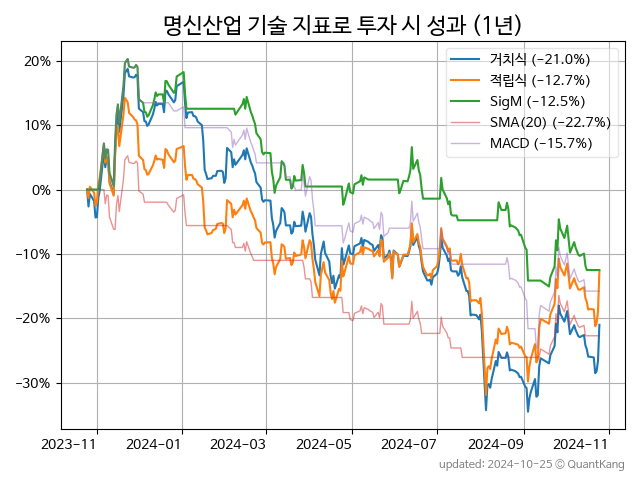 명신산업 기술 지표로 투자 시 성과 (1년)
20%
10%
0%
−10%
−20%
−30%
거치식 (−21.0%)
적립식 (−12.7%)
SigM (−12.5%)
SMA(20) (−22.7%)
MACD (−15.7%)
2023−11
2024−01
2024−03
2024−05
2024−07
2024−09
2024−11
updated: 2024−10−25 ⓒ QuantKang